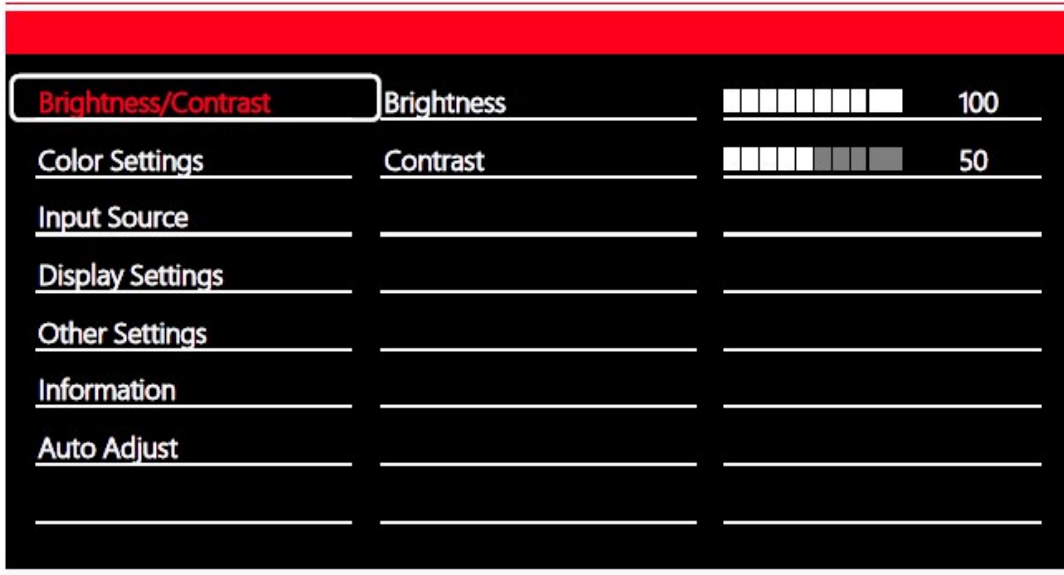 Brightness/Contrast Brightness 100
Color Settings Contrast 50
Input Source
Display Settings
Other Settings
Information
Auto Adjust